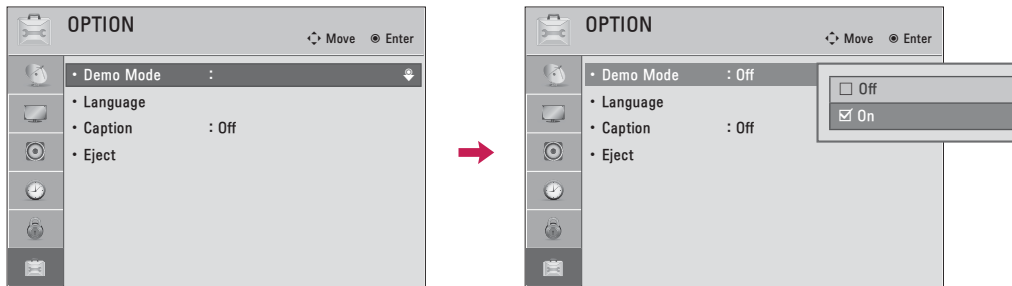 OPTION
Move Enter
• Demo Mode :
• Language
• Caption : Off
• Eject
OPTION
Move Enter
• Demo Mode : Off
• Language
• Caption : Off
• Eject
Off
On